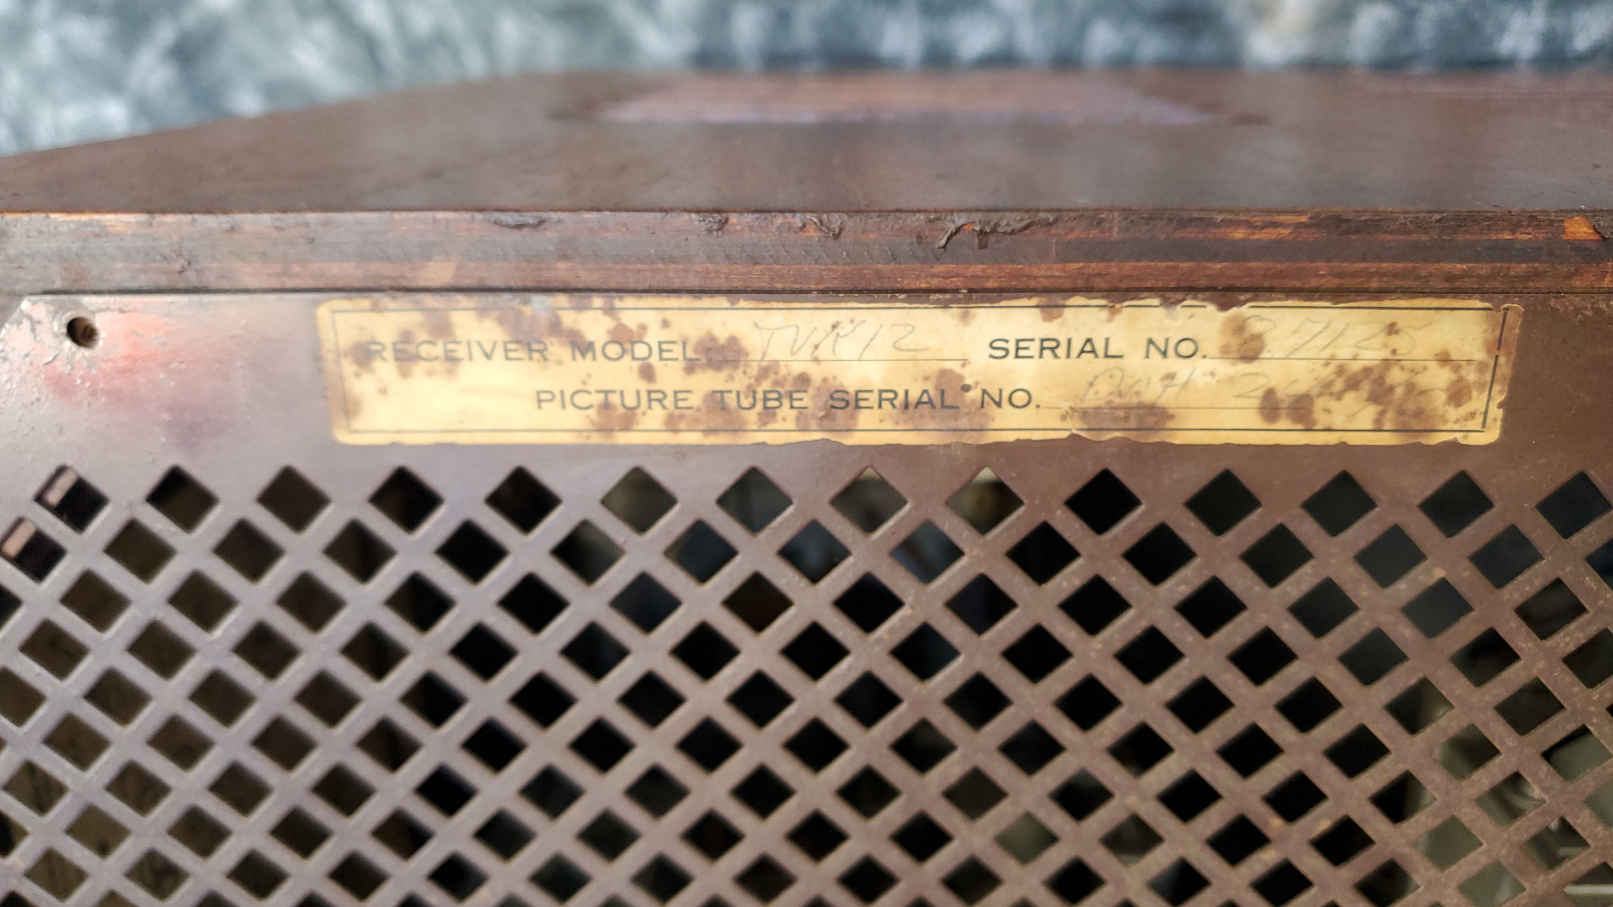 RECEIVER MODEL. TVK12 SERIAL NO.
PICTURE TUBE SERIAL NO.